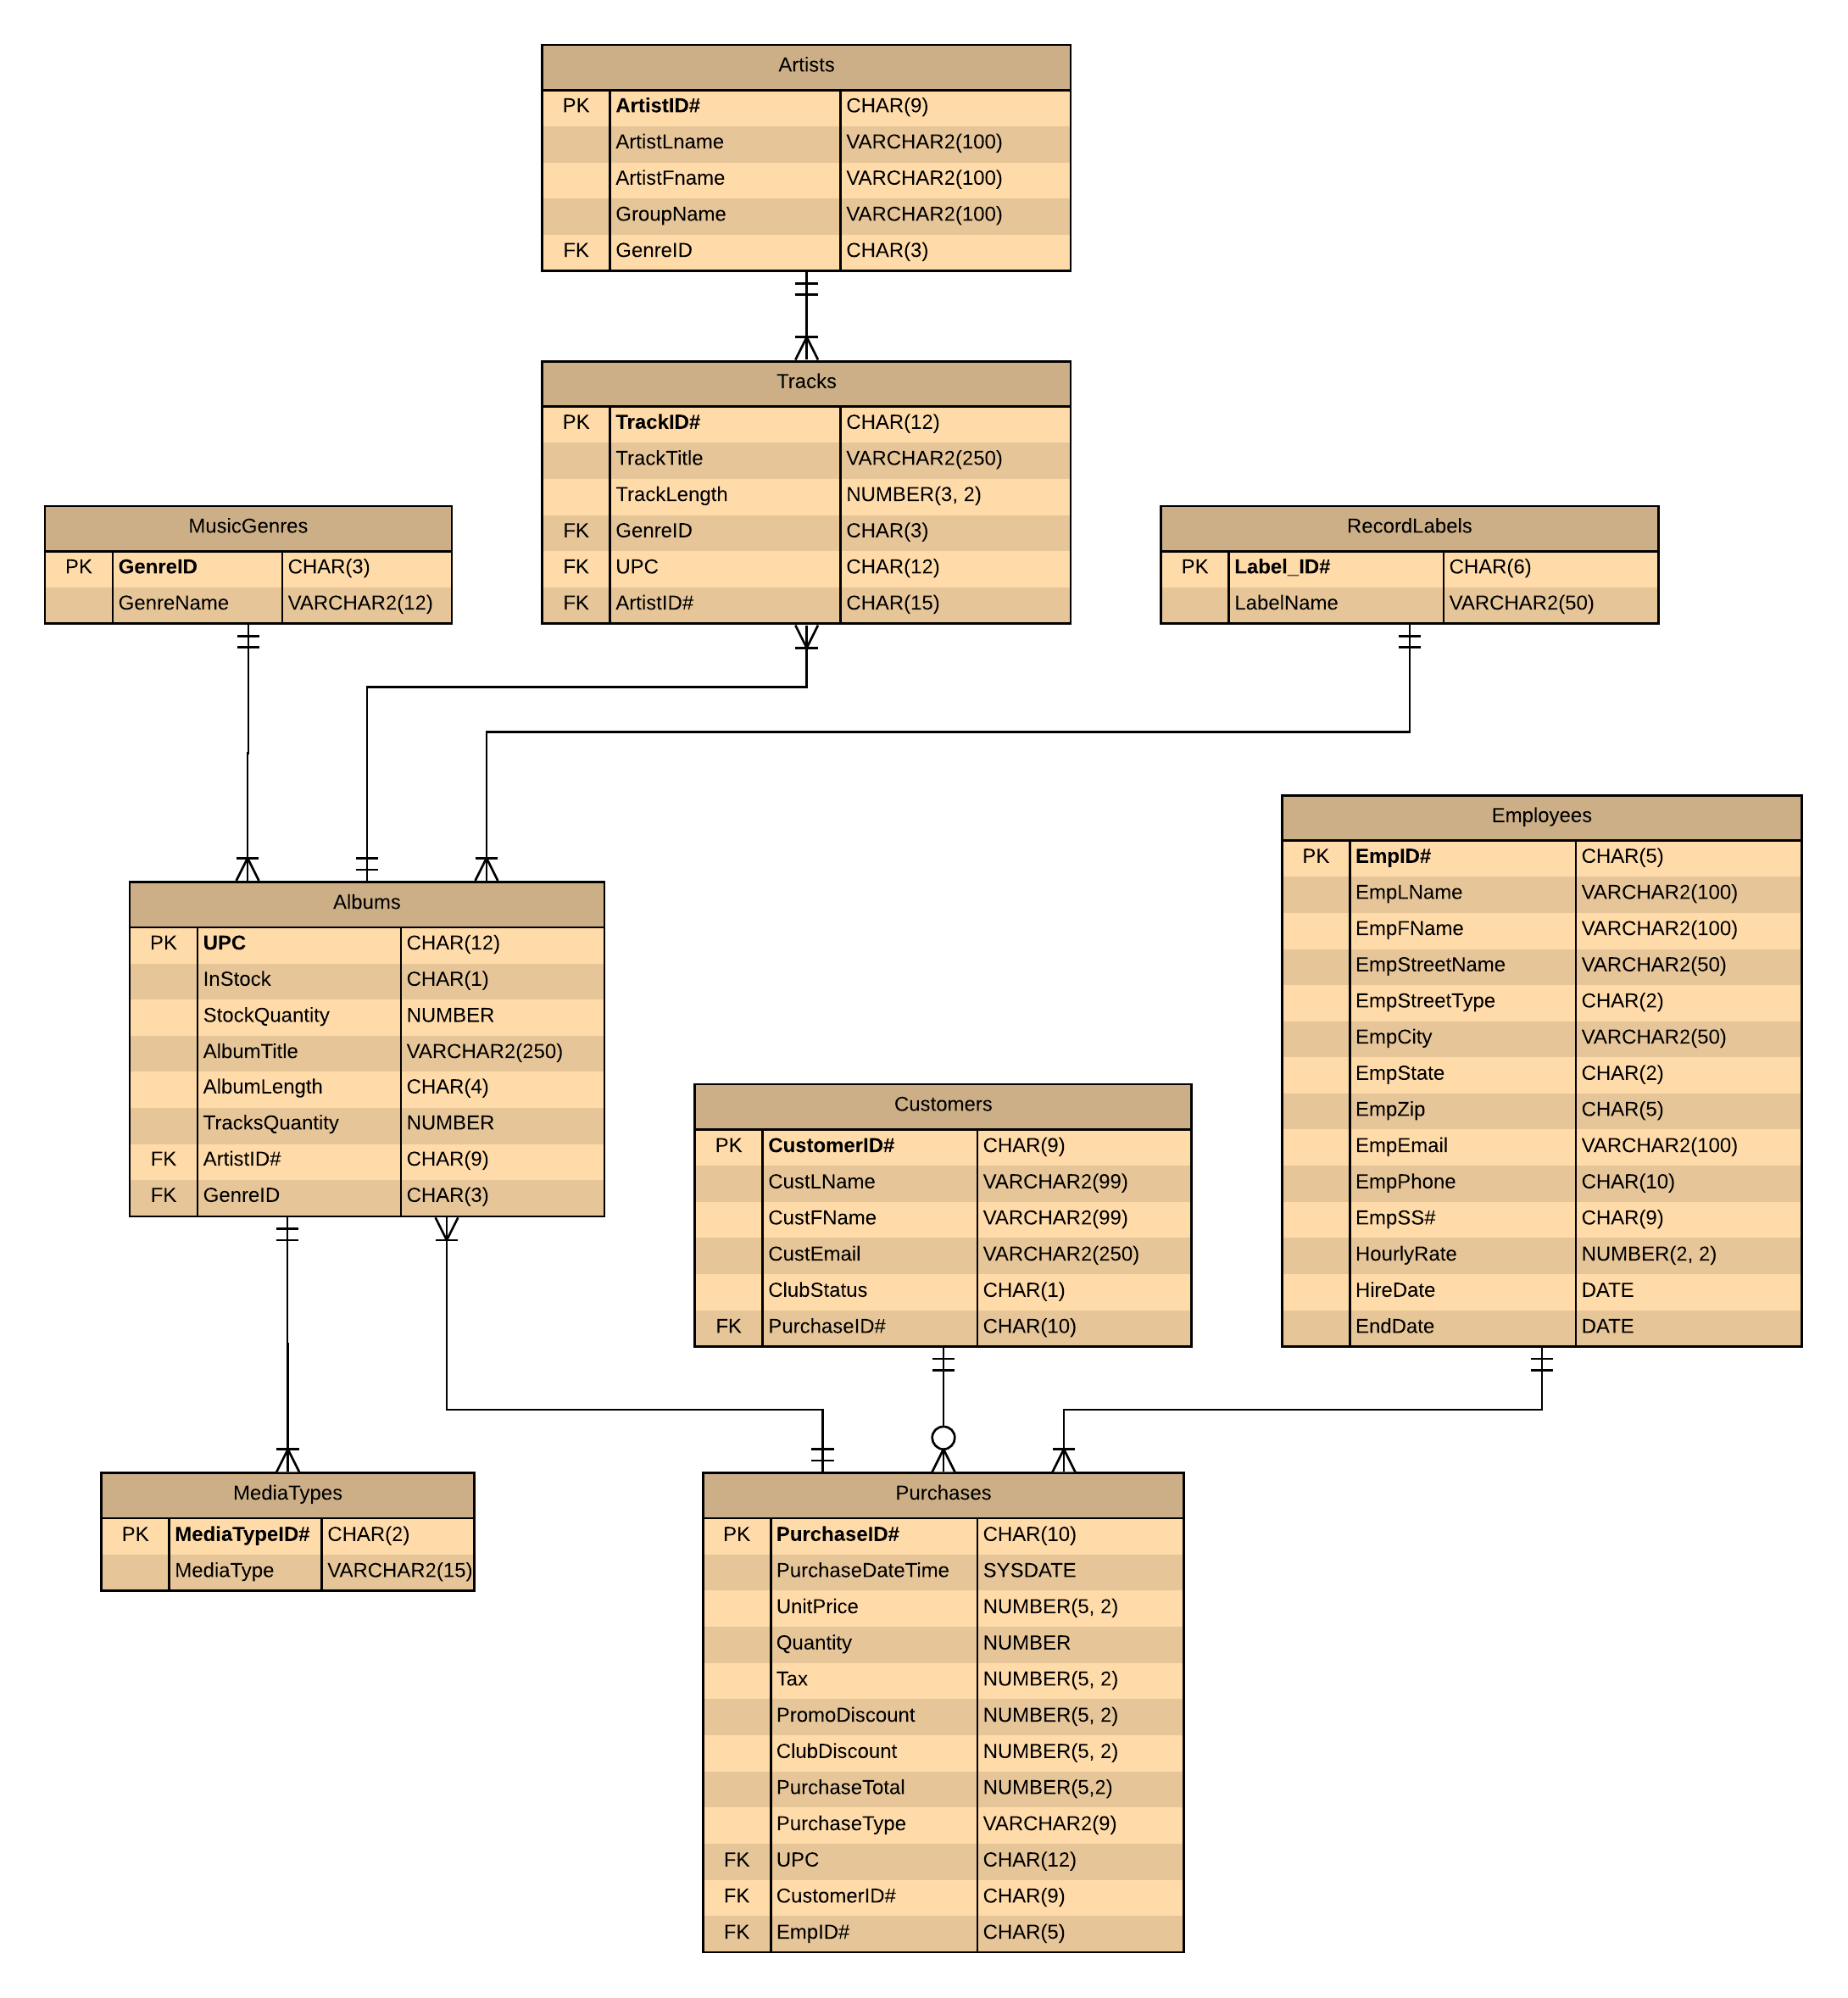 Artists
PK ArtistID# CHAR(9)
ArtistLname VARCHAR2(100)
ArtistFname VARCHAR2(100)
GroupName VARCHAR2(100)
FK GenreID CHAR(3)
Tracks
PK TrackID# CHAR(12)
TrackTitle VARCHAR2(250)
TrackLength NUMBER(3, 2)
FK GenreID CHAR(3)
FK UPC CHAR(12)
FK ArtistID# CHAR(15)
MusicGenres
PK GenreID CHAR(3)
GenreName VARCHAR2(12)
RecordLabels
PK Label_ID# CHAR(6)
LabelName VARCHAR2(50)
Employees
PK EmpID# CHAR(5)
EmpLName VARCHAR2(100)
EmpFName VARCHAR2(100)
EmpStreetName VARCHAR2(50)
EmpStreetType CHAR(2)
EmpCity VARCHAR2(50)
EmpState CHAR(2)
EmpZip CHAR(5)
EmpEmail VARCHAR2(100)
EmpPhone CHAR(10)
EmpSS# CHAR(9)
HourlyRate NUMBER(2, 2)
HireDate DATE
EndDate DATE
Albums
PK UPC CHAR(12)
InStock CHAR(1)
StockQuantity NUMBER
AlbumTitle VARCHAR2(250)
AlbumLength CHAR(4)
TracksQuantity NUMBER
FK ArtistID# CHAR(9)
FK GenreID CHAR(3)
Customers
PK CustomerID# CHAR(9)
CustLName VARCHAR2(99)
CustFName VARCHAR2(99)
CustEmail VARCHAR2(250)
ClubStatus CHAR(1)
FK PurchaseID# CHAR(10)
MediaTypes
PK MediaTypeID# CHAR(2)
MediaType VARCHAR2(15)
Purchases
PK PurchaseID# CHAR(10)
PurchaseDateTime SYSDATE
UnitPrice NUMBER(5, 2)
Quantity NUMBER
Tax NUMBER(5, 2)
PromoDiscount NUMBER(5, 2)
ClubDiscount NUMBER(5, 2)
PurchaseTotal NUMBER(5,2)
PurchaseType VARCHAR2(9)
FK UPC CHAR(12)
FK CustomerID# CHAR(9)
FK EmpID# CHAR(5)